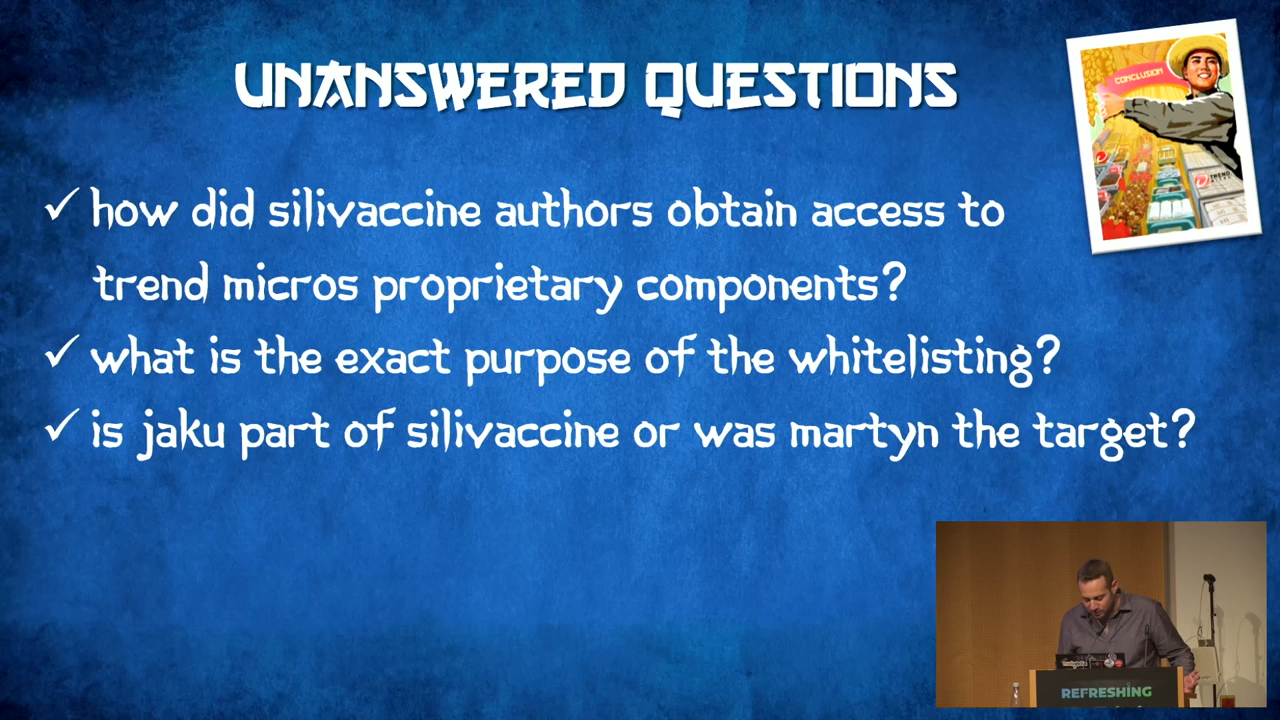 UNANSWERED QUESTIONS
CONCLUSION
TREND
✓ how did silivaccine authors obtain access to
trend micros proprietary components?
✓ what is the exact purpose of the whitelisting?
✓ is jaku part of silivaccine or was martyn the target?
REFRESHING